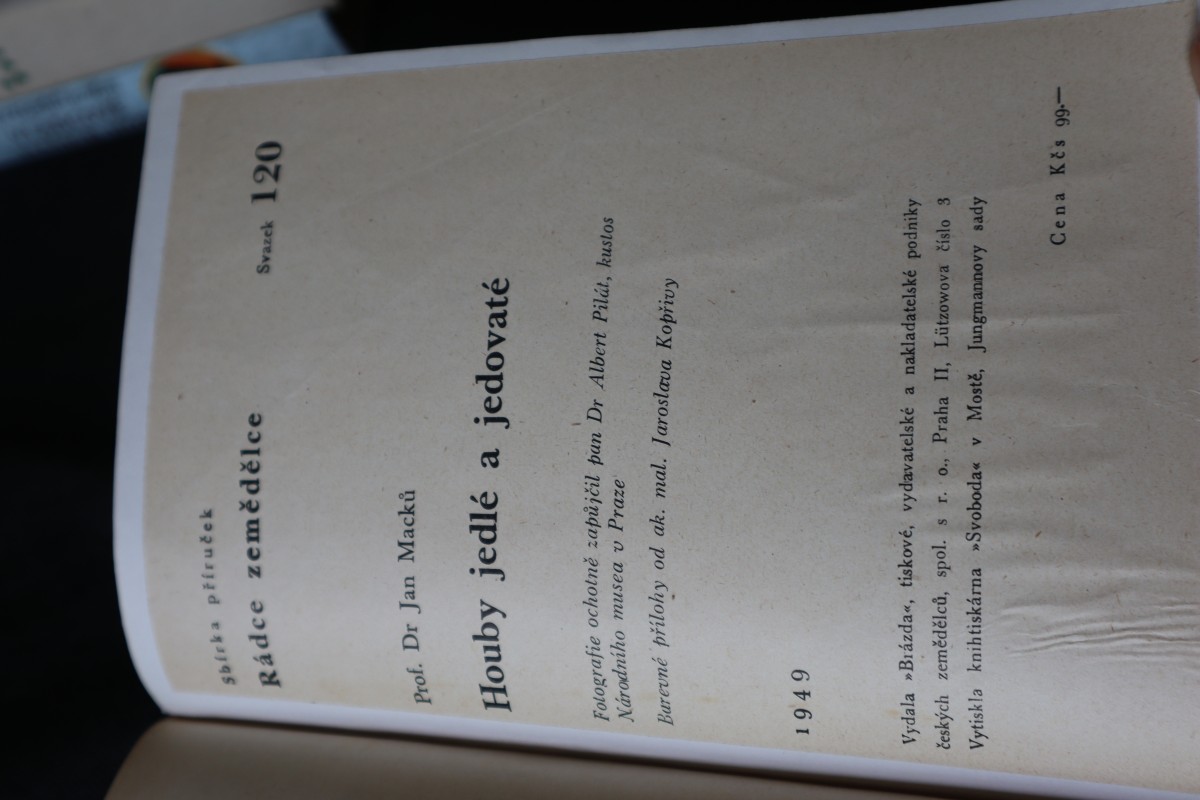 Sbírka příruček
Rádce zemědělce Svazek 120
Prof. Dr Jan Macků
Houby jedlé a jedovaté
Fotografie ochotně zapůjčil pan Dr Albert Pilát, kustos
Národního musea v Praze
Barevné přílohy od ak. mal. Jaroslava Kopřivy
1949
Vydala »Brázda«, tiskové, vydavatelské a nakladatelské podniky
českých zemědělců, spol. s r. o., Praha II, Lützowova číslo 3
Vytiskla knihtiskárna »Svoboda« v Mostě, Jungmannovy sady
Cena Kčs 99.—